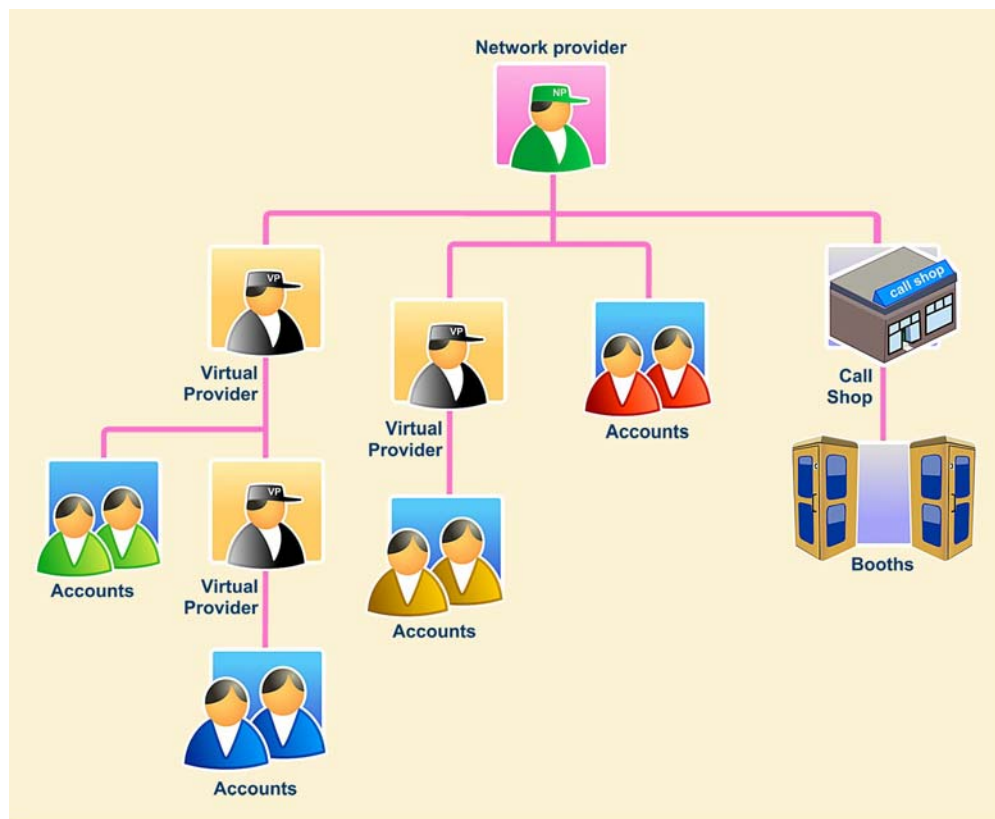 Network provider
NP
VP
Virtual
Provider
VP
Virtual
Provider
Accounts
call shop
Call
Shop
Accounts
VP
Virtual
Provider
Accounts
Booths
Accounts